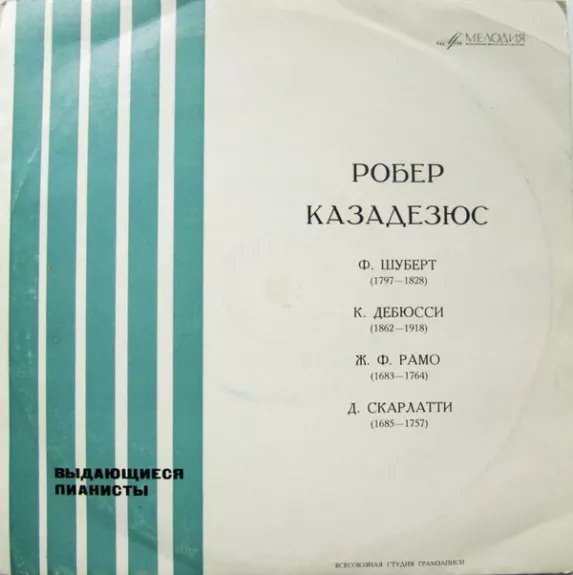 МЕЛОДИЯ
РОБЕР
КАЗАДЕЗЮС
Ф. ШУБЕРТ
(1797—1828)
К. ДЕБЮССИ
(1862—1918)
Ж. Ф. РАМО
(1683—1764)
Д. СКАРЛАТТИ
(1685—1757)
ВЫДАЮЩИЕСЯ
ПИАНИСТЫ
ВСЕСОЮЗНАЯ СТУДИЯ ГРАМЗАПИСИ